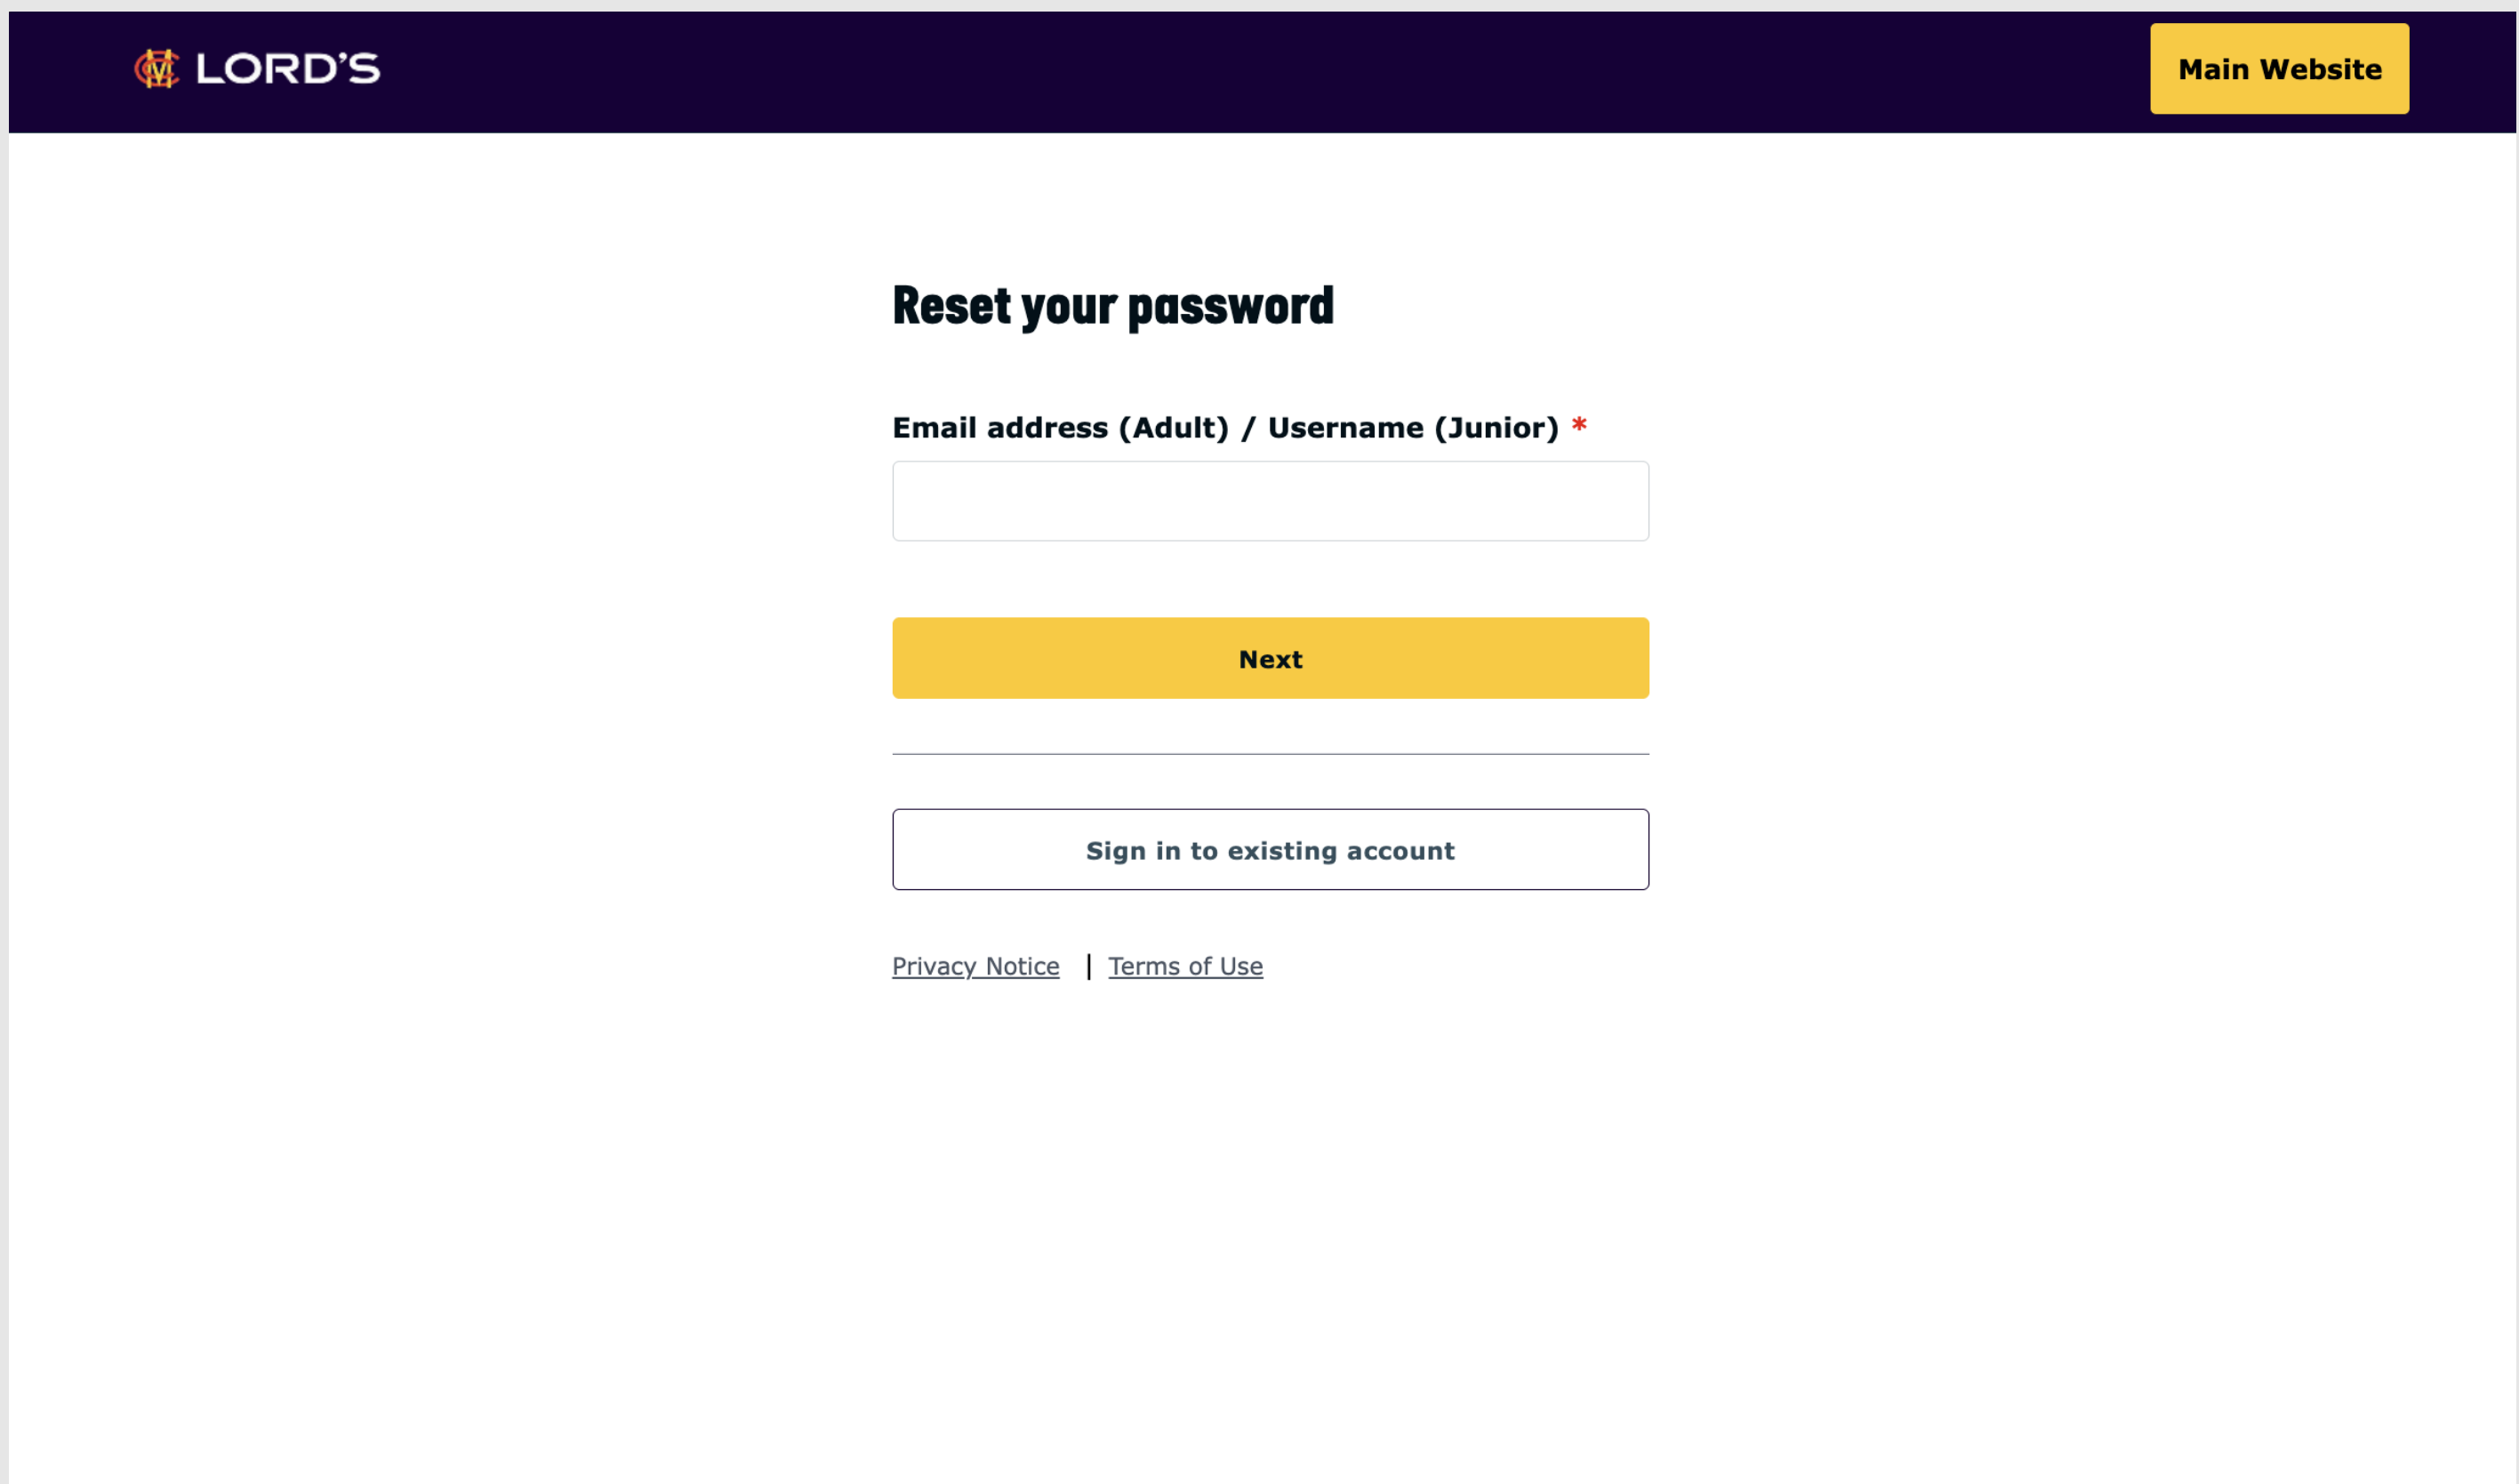 LORD'S
Main Website
Reset your password
Email address (Adult) / Username (Junior) *
Next
Sign in to existing account
Privacy Notice | Terms of Use